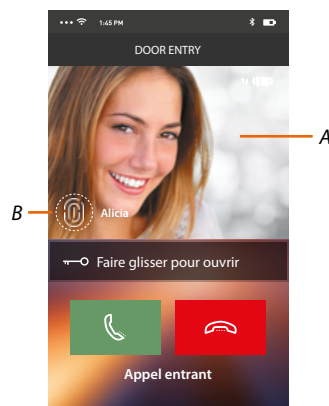 1:45 PM
DOOR ENTRY
A
B
Alicia
Faire glisser pour ouvrir
Appel entrant